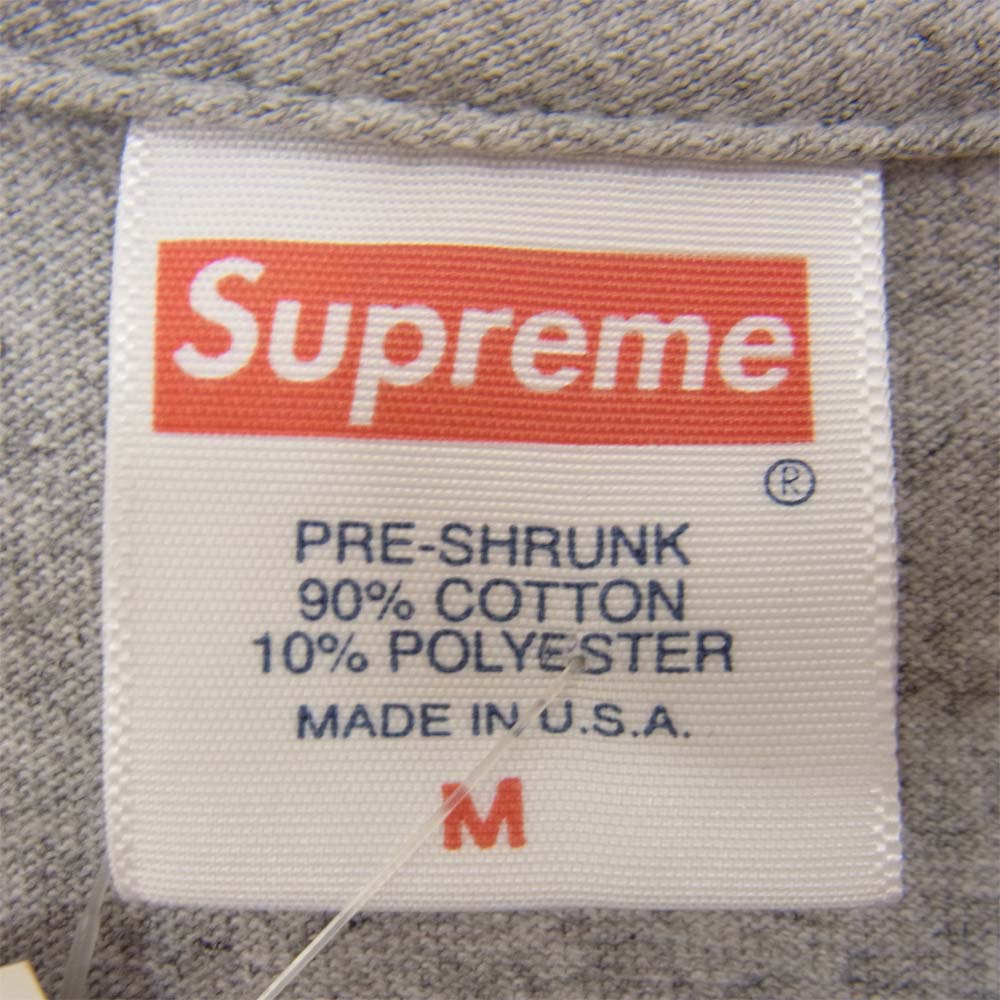 Supreme
®
PRE-SHRUNK
90% COTTON
10% POLYESTER
MADE IN U.S.A.
M